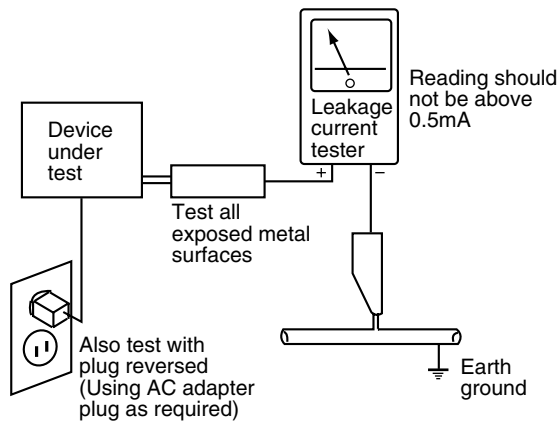 Device
under
test
Leakage
current
tester
Reading should
not be above
0.5mA
+
−
Test all
exposed metal
surfaces
Also test with
plug reversed
(Using AC adapter
plug as required)
Earth
ground